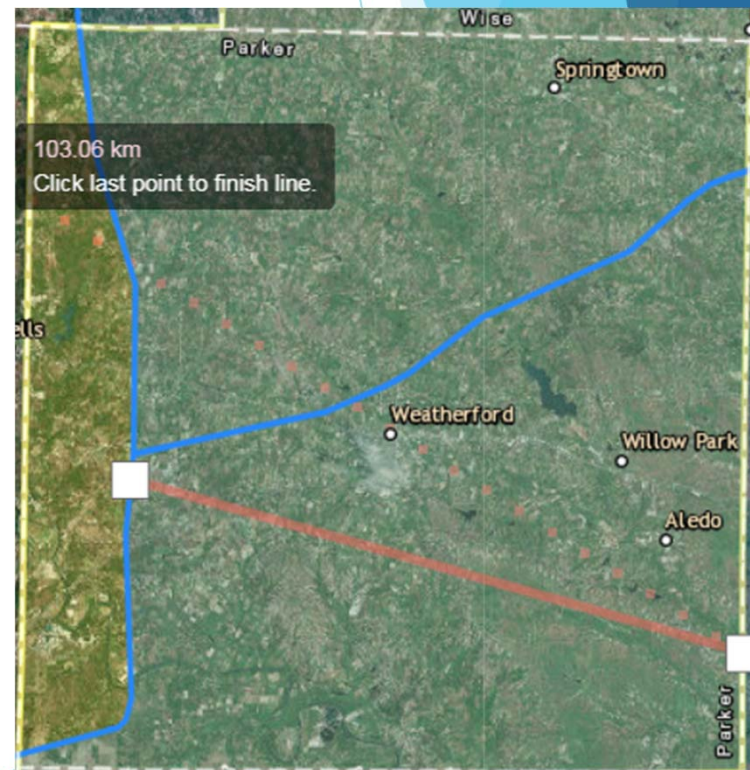 Wise
Parker
Springtown
103.06 km
Click last point to finish line.
ells
Weatherford
Willow Park
Aledo
Parker